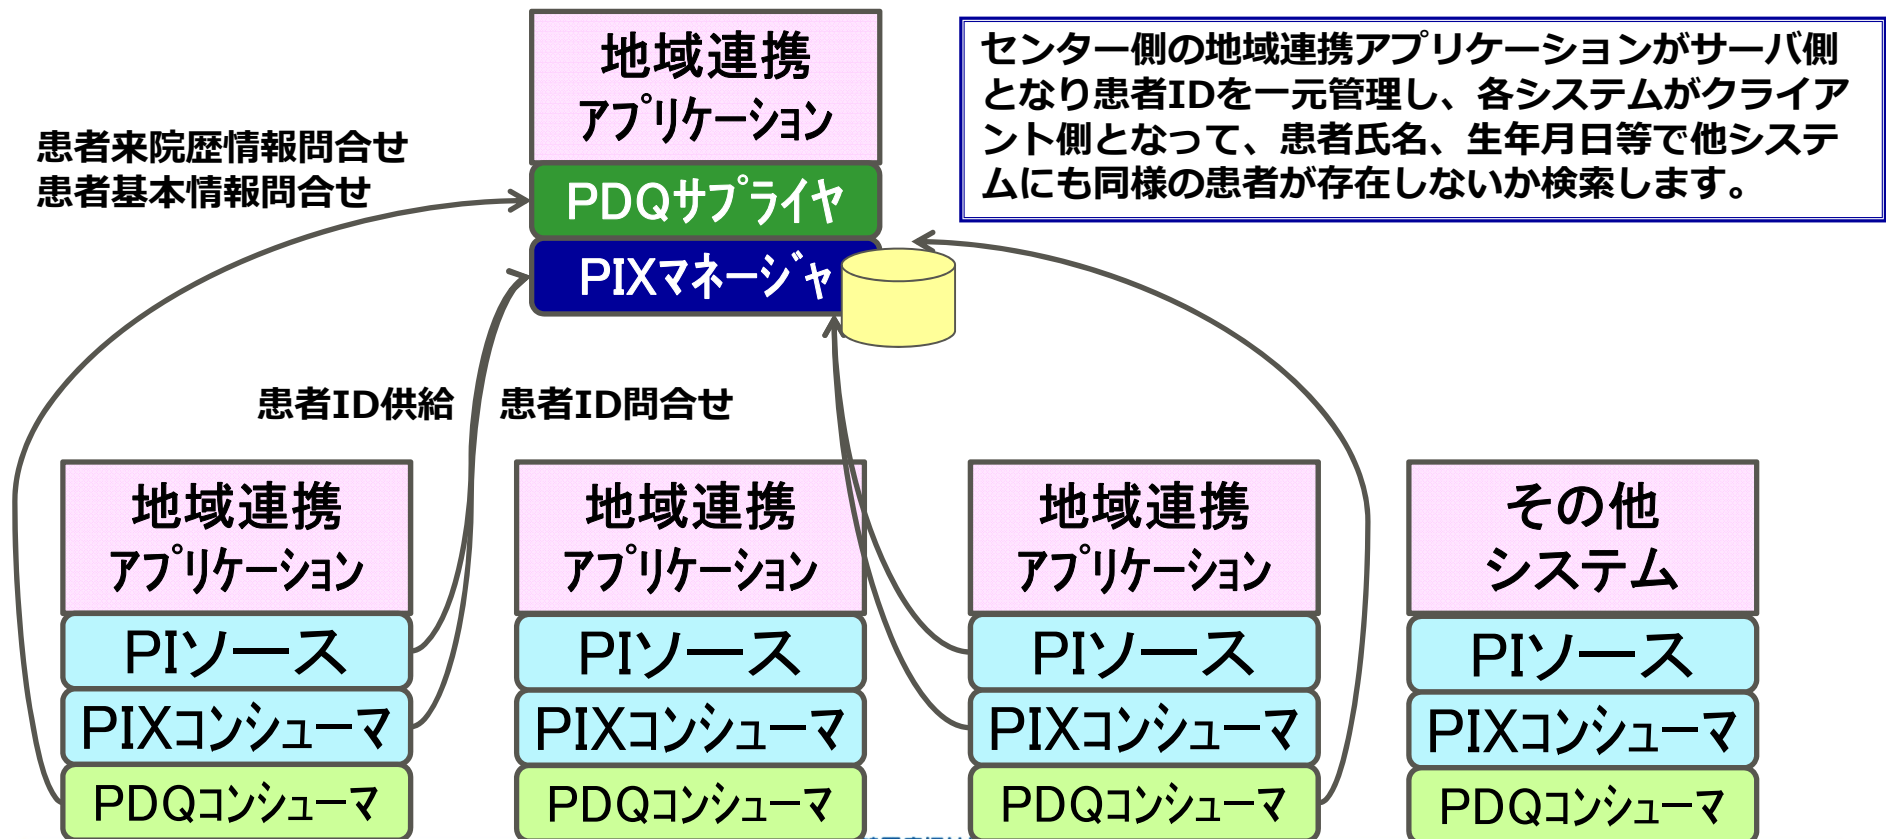 地域連携
アプリケーション
PDQサプライヤ
PIXマネージャ
センター側の地域連携アプリケーションがサーバ側
となり患者IDを一元管理し、各システムがクライア
ント側となって、患者氏名、生年月日等で他システ
ムにも同様の患者が存在しないか検索します。
患者来院歴情報問合せ
患者基本情報問合せ
患者ID供給
患者ID問合せ
地域連携
アプリケーション
PIソース
PIXコンシューマ
PDQコンシューマ
地域連携
アプリケーション
PIソース
PIXコンシューマ
PDQコンシューマ
地域連携
アプリケーション
PIソース
PIXコンシューマ
PDQコンシューマ
その他
システム
PIソース
PIXコンシューマ
PDQコンシューマ